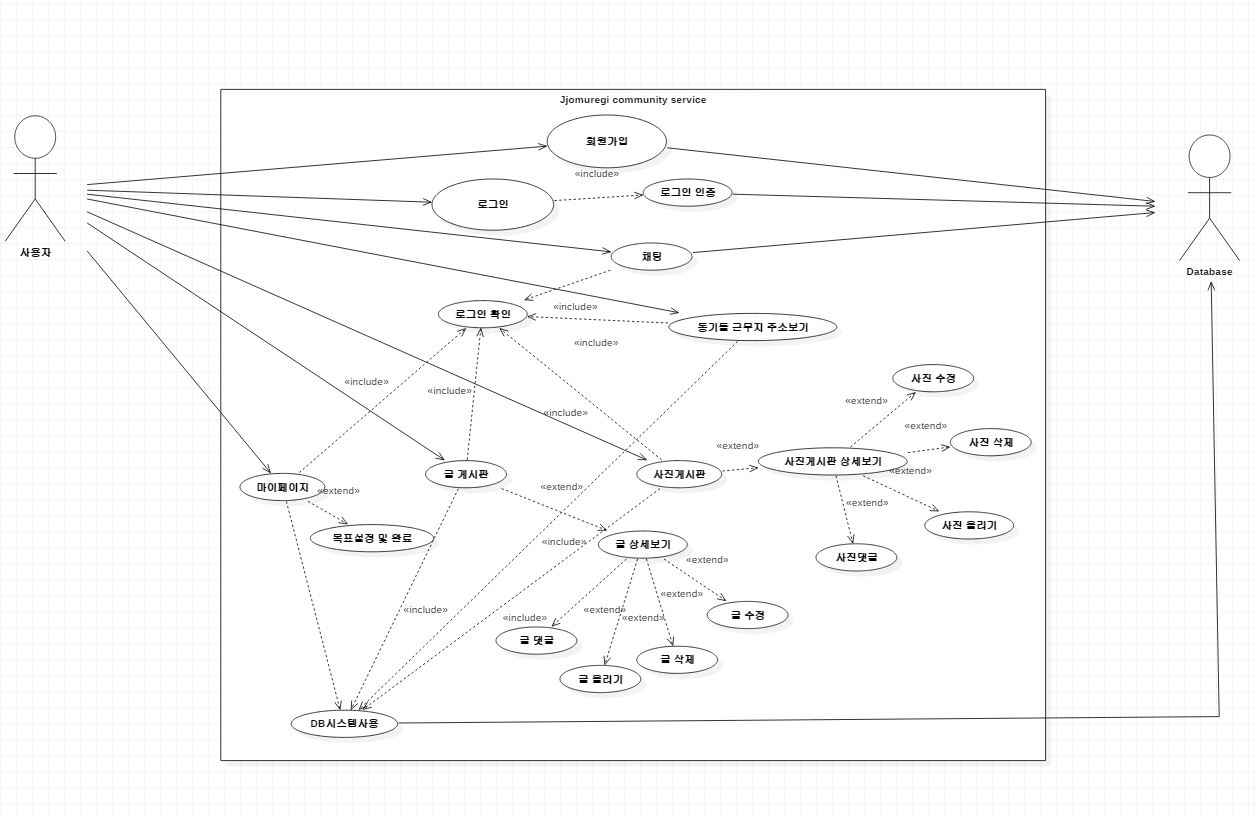 Jjomuregi community service
회원가입
«include»
로그인
로그인 인증
사용자
채팅
Database
«include»
로그인 확인
동기들 근무지 주소보기
«include»
사진 수정
«include»
«include»
«extend»
«include»
«extend»
사진 삭제
«extend»
사진게시판 상세보기
글 게시판
사진게시판
«extend»
마이페이지
«extend»
«extend»
«extend»
사진 올리기
목표설정 및 완료
«include»
글 상세보기
사진댓글
«extend»
«extend»
«include»
«extend»
글 수정
«include»
«extend»
글 댓글
글 삭제
글 올리기
DB시스템사용